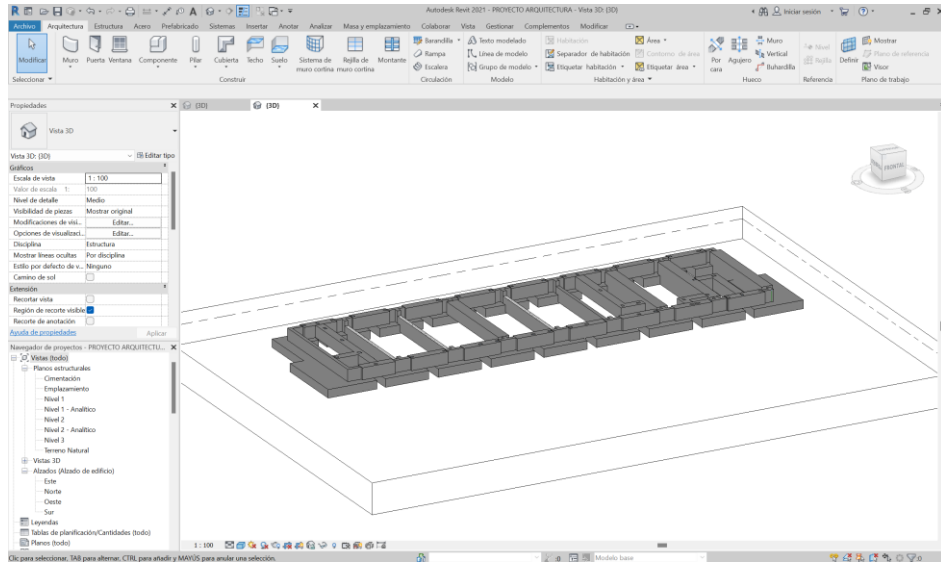 Autodesk Revit 2021 - PROYECTO ARQUITECTURA - Vista 3D: {3D}
Iniciar sesión
Archivo Arquitectura Estructura Acero Prefabricado Sistemas Insertar Anotar Analizar Masa y emplazamiento Colaborar Vista Gestionar Complementos Modificar
Modificar
Muro Puerta Ventana Componente Pilar Cubierta Techo Suelo Sistema de muro cortina Rejilla de muro cortina Montante
Barandilla
Rampa
Escalera
Texto modelado
Línea de modelo
Grupo de modelo
Habitación
Separador de habitación
Etiquetar habitación
Área
Contorno de área
Etiquetar área
Por cara
Agujero
Muro
Vertical
Buhardilla
Nivel
Rejilla
Definir
Mostrar
Plano de referencia
Visor
Seleccionar Construir Circulación Modelo Habitación y área Hueco Referencia Plano de trabajo
Propiedades
{3D} {3D}
Vista 3D
Vista 3D: {3D} Editar tipo
Gráficos
Escala de vista 1 : 100
Valor de escala 1: 100
Nivel de detalle Medio
Visibilidad de piezas Mostrar original
Modificaciones de visi... Editar...
Opciones de visualizaci... Editar...
Disciplina Estructura
Mostrar líneas ocultas Por disciplina
Estilo por defecto de v... Ninguno
Camino de sol
Extensión
Recortar vista
Región de recorte visible
Recorte de anotación
Ayuda de propiedades Aplicar
FRONTAL
Navegador de proyectos - PROYECTO ARQUITECTU...
Vistas (todo)
Planos estructurales
Cimentación
Emplazamiento
Nivel 1
Nivel 1 - Analítico
Nivel 2
Nivel 2 - Analítico
Nivel 3
Terreno Natural
Vistas 3D
Alzados (Alzado de edificio)
Este
Norte
Oeste
Sur
Leyendas
Tablas de planificación/Cantidades (todo)
Planos (todo)
1 : 100
Clic para seleccionar, TAB para alternar, CTRL para añadir y MAYÚS para anular una selección.
:0
Modelo base
:0